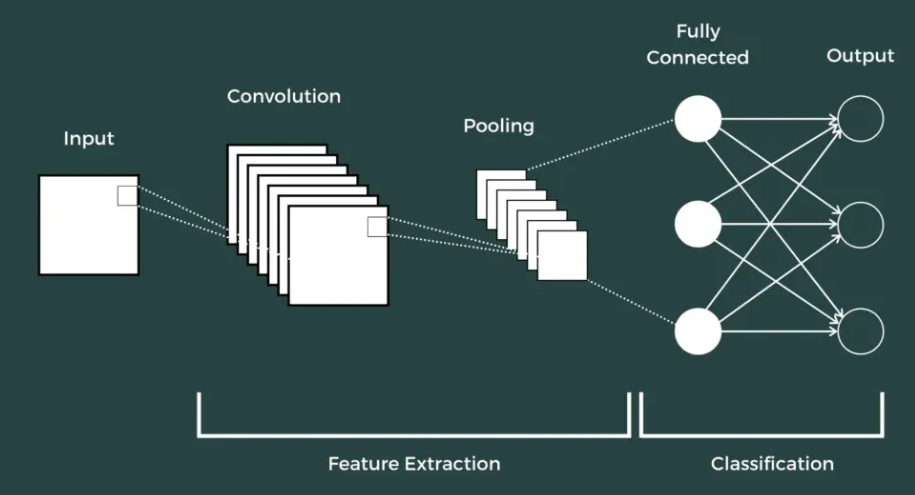 Input
Convolution
Pooling
Fully
Connected
Output
Feature Extraction
Classification